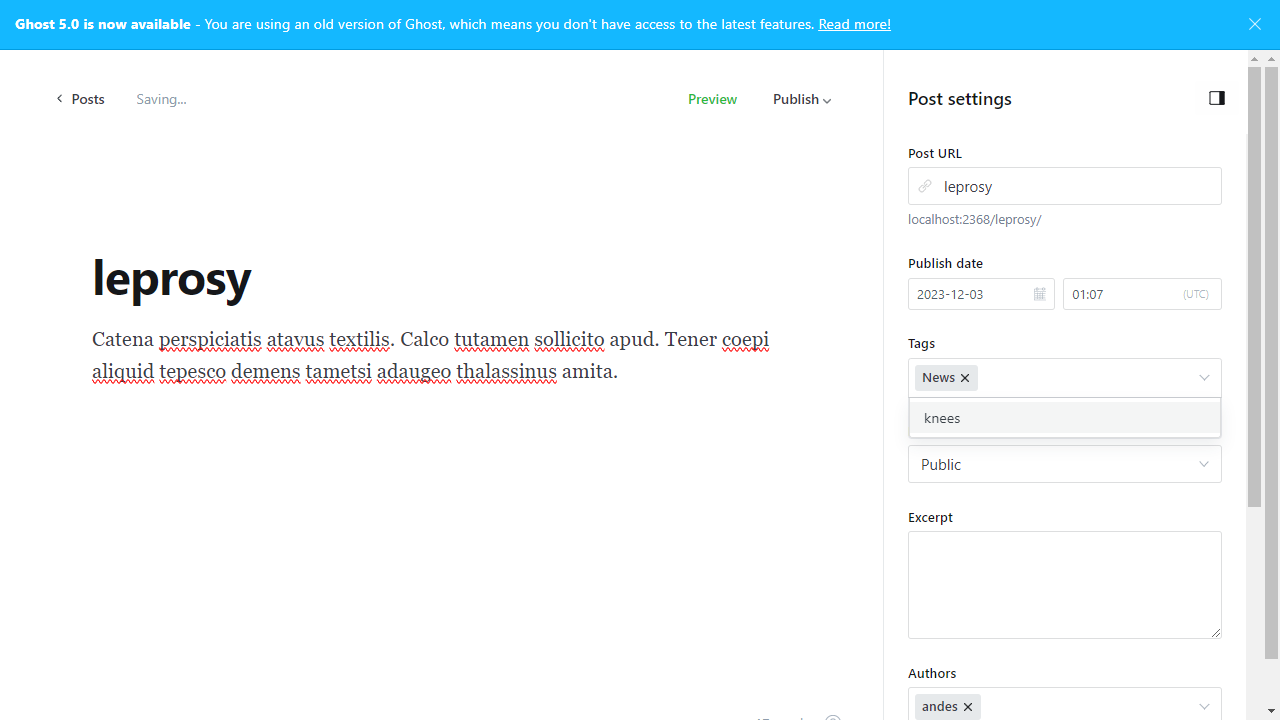 Ghost 5.0 is now available - You are using an old version of Ghost, which means you don't have access to the latest features. Read more!
Posts
Saving...
Preview
Publish
leprosy
Catena perspiciatis atavus textilis. Calco tutamen sollicito apud. Tener coepi
aliquid tepesco demens tametsi adaugeo thalassinus amita.
Post settings
Post URL
leprosy
localhost:2368/leprosy/
Publish date
2023-12-03
01:07
(UTC)
Tags
News
knees
Public
Excerpt
Authors
andes